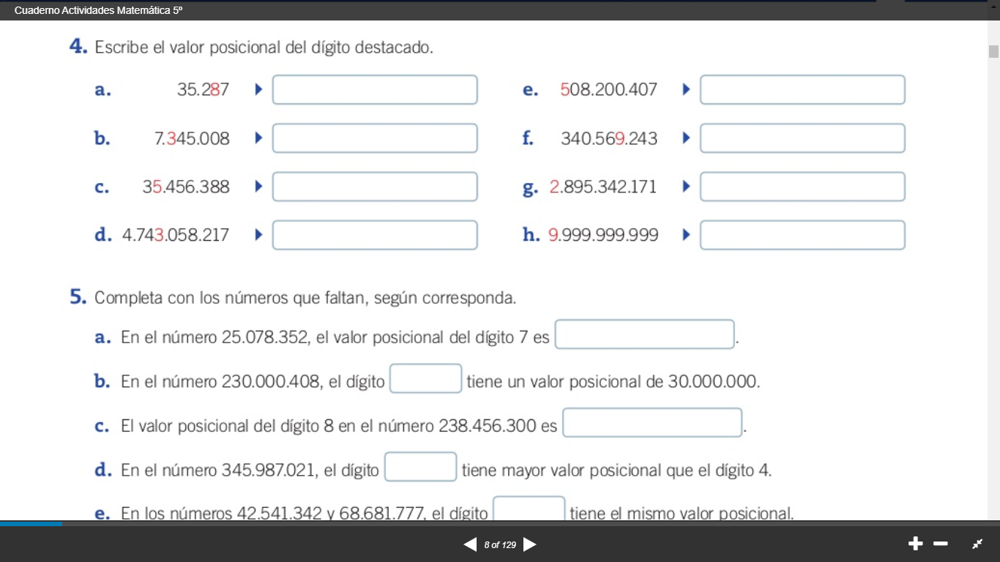 Cuaderno Actividades Matemática 5º
4. Escribe el valor posicional del dígito destacado.
a. 35.287
e. 508.200.407
b. 7.345.008
f. 340.569.243
c. 35.456.388
g. 2.895.342.171
d. 4.743.058.217
h. 9.999.999.999
5. Completa con los números que faltan, según corresponda.
a. En el número 25.078.352, el valor posicional del dígito 7 es .
b. En el número 230.000.408, el dígito tiene un valor posicional de 30.000.000.
c. El valor posicional del dígito 8 en el número 238.456.300 es .
d. En el número 345.987.021, el dígito tiene mayor valor posicional que el dígito 4.
e. En los números 42.541.342 y 68.681.777, el dígito tiene el mismo valor posicional.
8 of 129